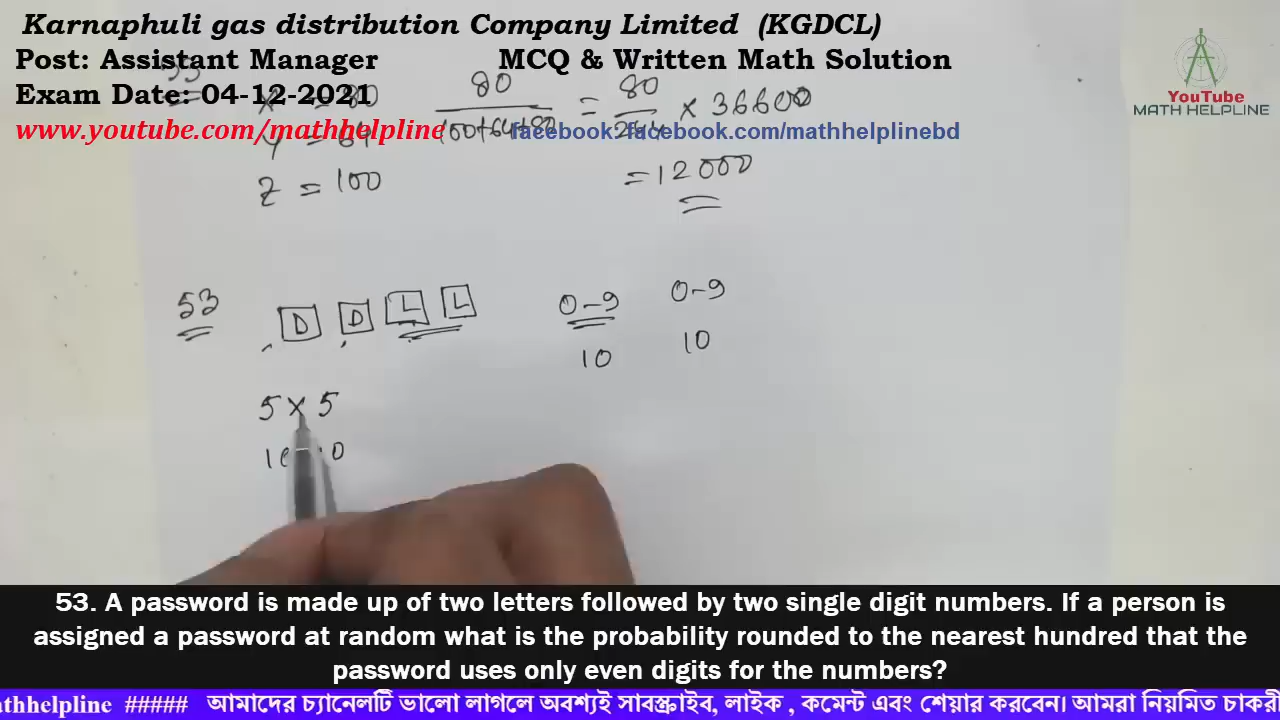 Karnaphuli gas distribution Company Limited (KGDCL)
Post: Assistant Manager MCQ & Written Math Solution
Exam Date: 04-12-2021
www.youtube.com/mathhelpline facebook: facebook.com/mathhelplinebd
YouTube
MATH HELPLINE
80 80
= × 36600
Z = 100 = 12000
53 D D L L 0-9 0-9
10 10
5×5
53. A password is made up of two letters followed by two single digit numbers. If a person is
assigned a password at random what is the probability rounded to the nearest hundred that the
password uses only even digits for the numbers?
athhelpline ##### আমাদের চ্যানেলটি ভালো লাগলে অবশ্যই সাবস্ক্রাইব, লাইক , কমেন্ট এবং শেয়ার করবেন। আমরা নিয়মিত চাকরী